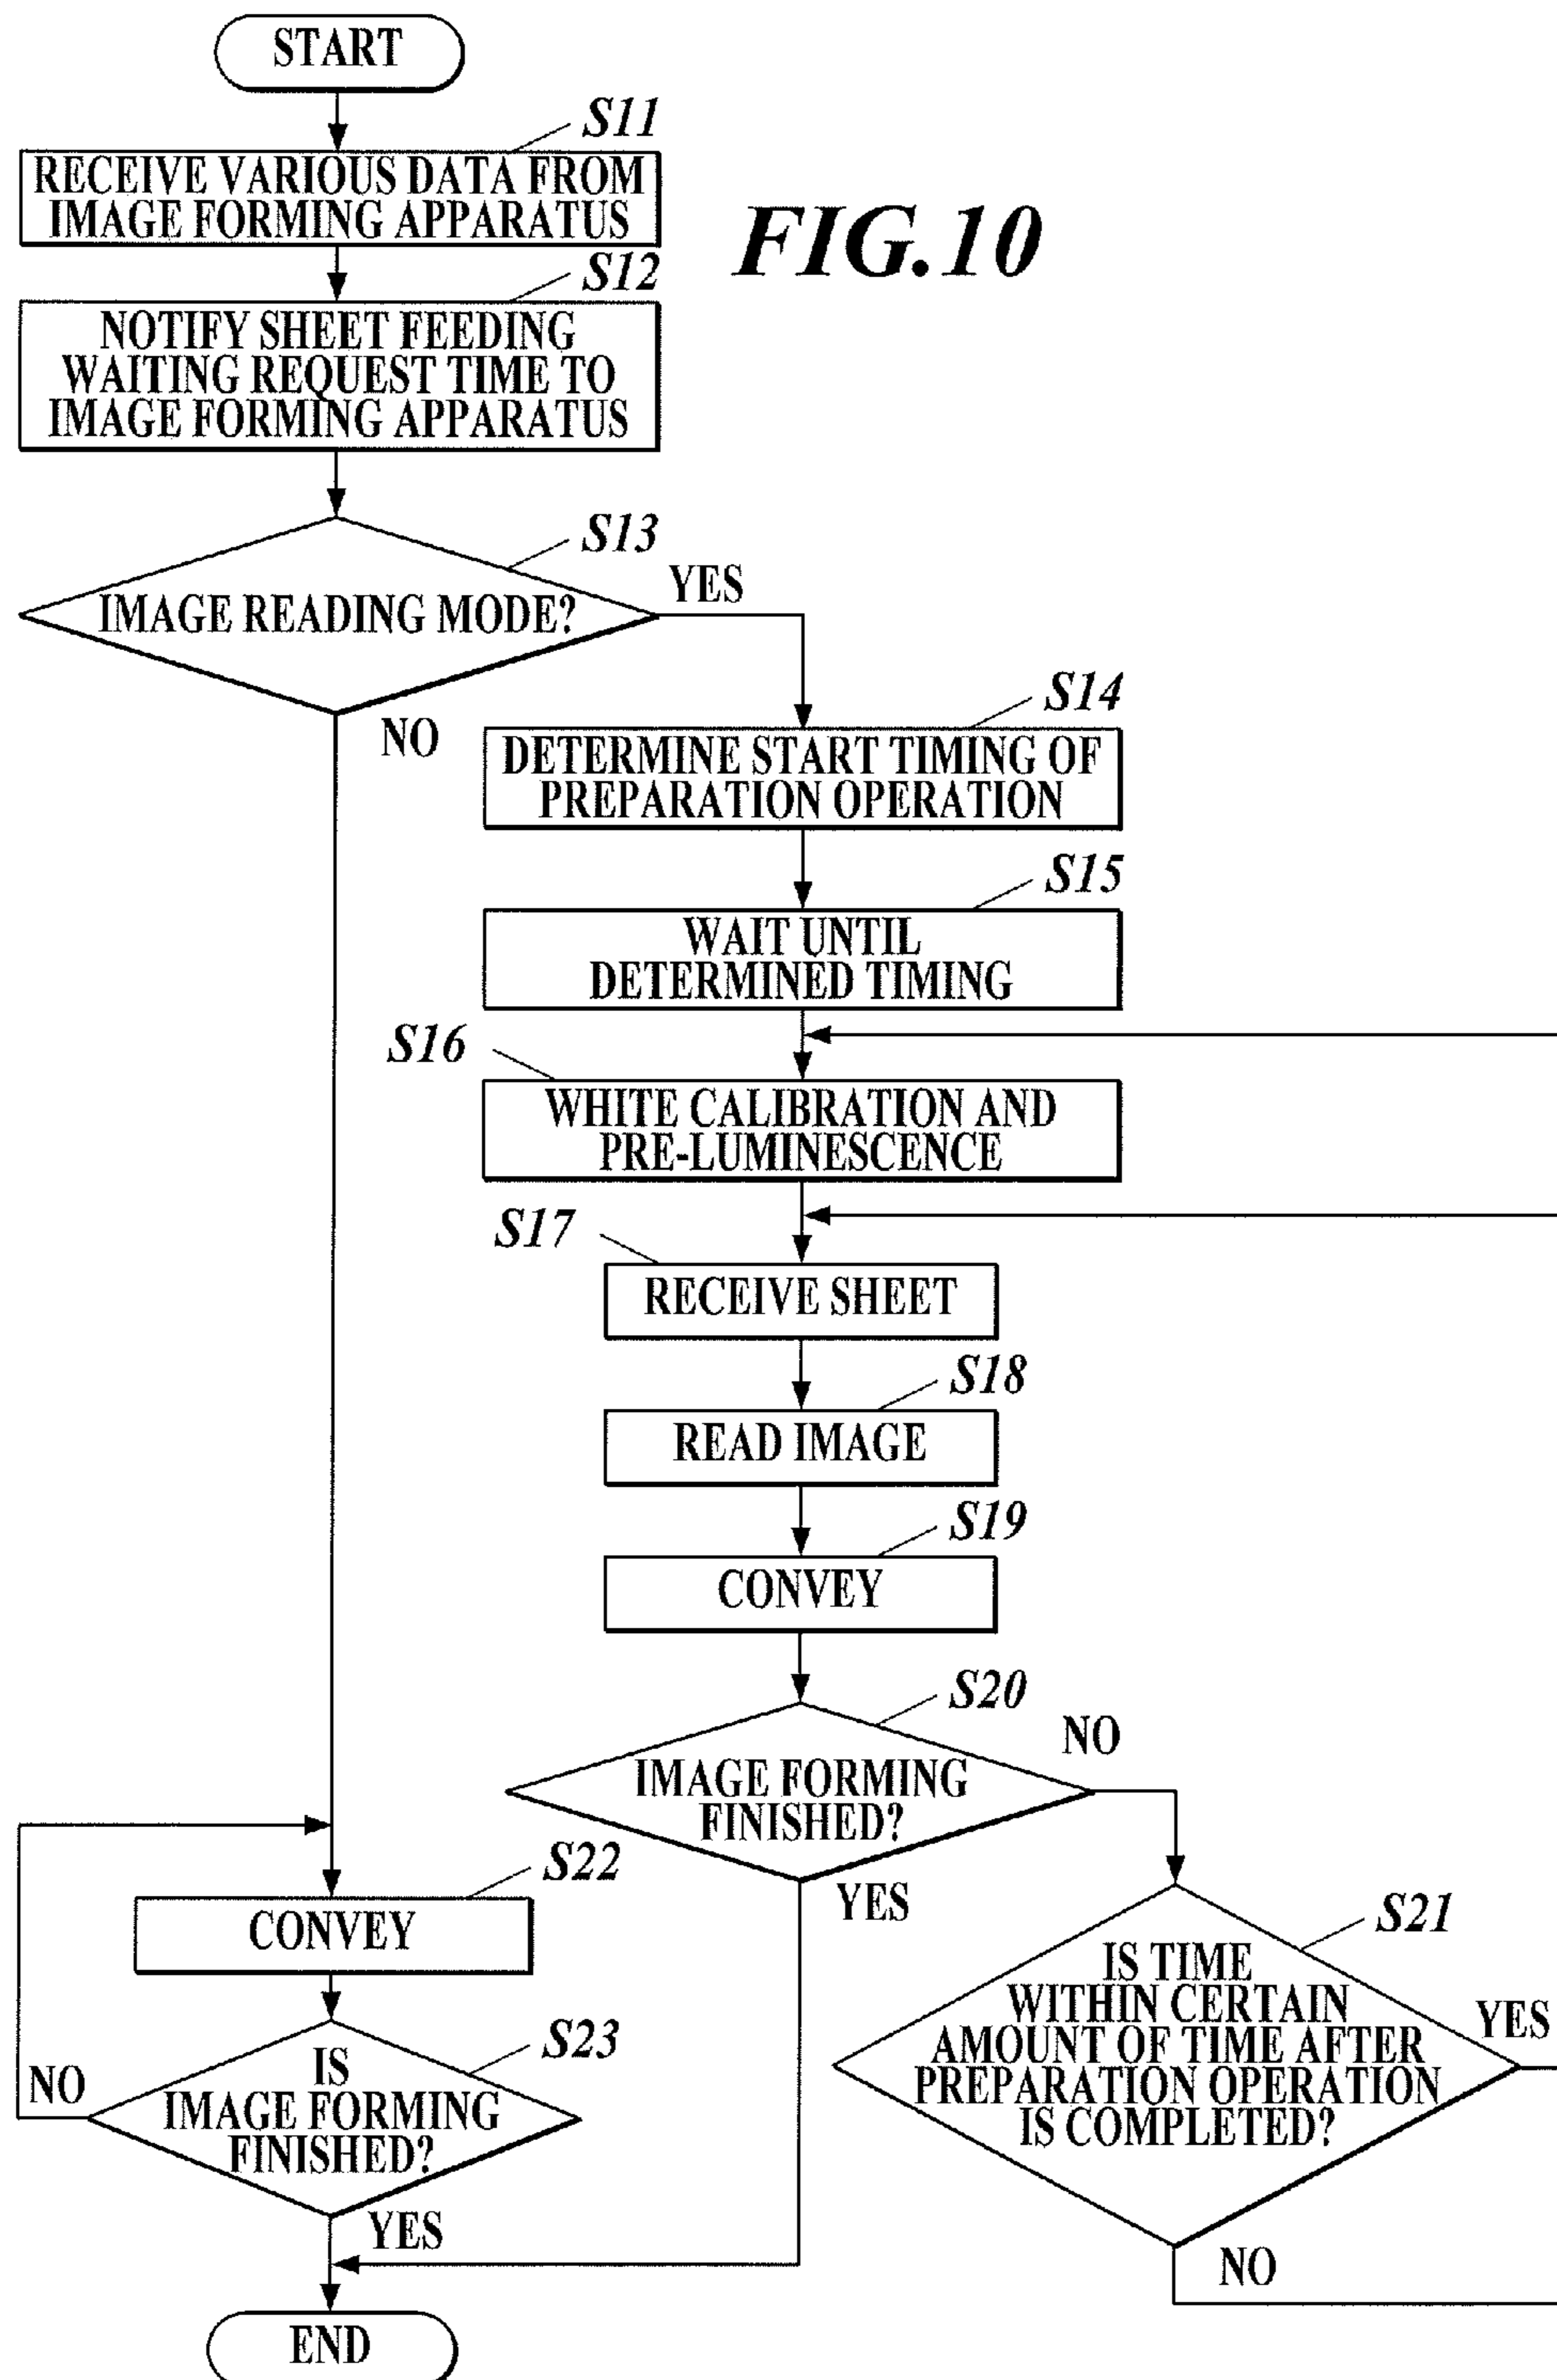 START
S11
RECEIVE VARIOUS DATA FROM
IMAGE FORMING APPARATUS
FIG.10
S12
NOTIFY SHEET FEEDING
WAITING REQUEST TIME TO
IMAGE FORMING APPARATUS
S13
IMAGE READING MODE?
YES
NO
S14
DETERMINE START TIMING OF
PREPARATION OPERATION
S15
WAIT UNTIL
DETERMINED TIMING
S16
WHITE CALIBRATION AND
PRE-LUMINESCENCE
S17
RECEIVE SHEET
S18
READ IMAGE
S19
CONVEY
S20
IMAGE FORMING
FINISHED?
NO
YES
S21
IS TIME
WITHIN CERTAIN
AMOUNT OF TIME AFTER
PREPARATION OPERATION
IS COMPLETED?
YES
NO
S22
CONVEY
S23
IS
IMAGE FORMING
FINISHED?
NO
YES
END